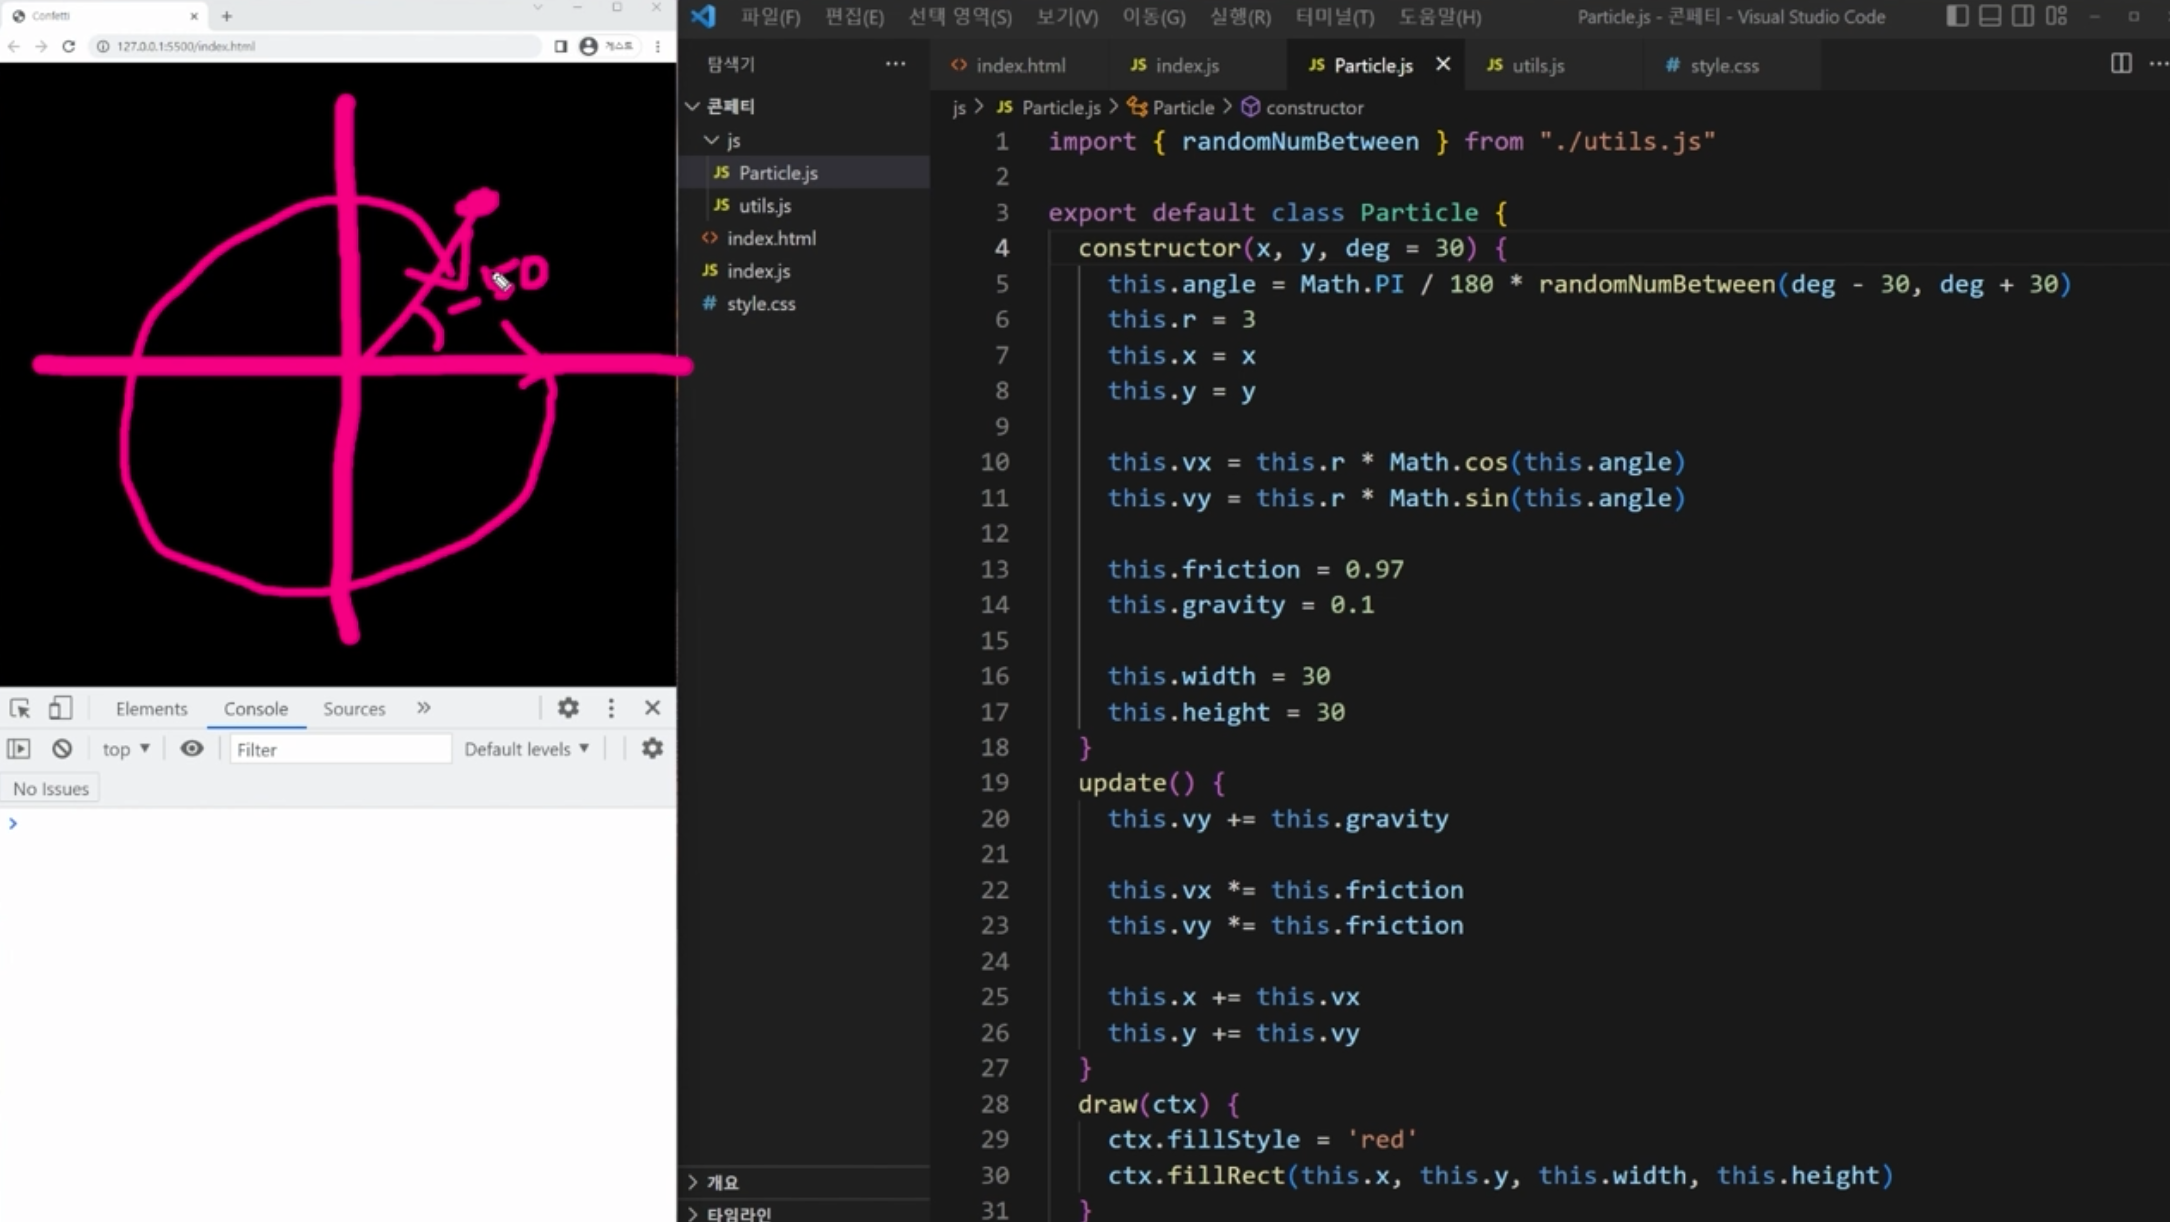 Confetti
127.0.0.1:5500/index.html
게스트
Elements
Console
Sources
top
Filter
Default levels
No Issues
파일(F) 편집(E) 선택 영역(S) 보기(V) 이동(G) 실행(R) 터미널(T) 도움말(H)
Particle.js - 콘페티 - Visual Studio Code
탐색기
콘페티
js
JS Particle.js
JS utils.js
<> index.html
JS index.js
# style.css
개요
타임라인
<> index.html
JS index.js
JS Particle.js
JS utils.js
# style.css
js > JS Particle.js > Particle > constructor
1 import { randomNumBetween } from "./utils.js"
2
3 export default class Particle {
4 constructor(x, y, deg = 30) {
5 this.angle = Math.PI / 180 * randomNumBetween(deg - 30, deg + 30)
6 this.r = 3
7 this.x = x
8 this.y = y
9
10 this.vx = this.r * Math.cos(this.angle)
11 this.vy = this.r * Math.sin(this.angle)
12
13 this.friction = 0.97
14 this.gravity = 0.1
15
16 this.width = 30
17 this.height = 30
18 }
19 update() {
20 this.vy += this.gravity
21
22 this.vx *= this.friction
23 this.vy *= this.friction
24
25 this.x += this.vx
26 this.y += this.vy
27 }
28 draw(ctx) {
29 ctx.fillStyle = 'red'
30 ctx.fillRect(this.x, this.y, this.width, this.height)
31 }